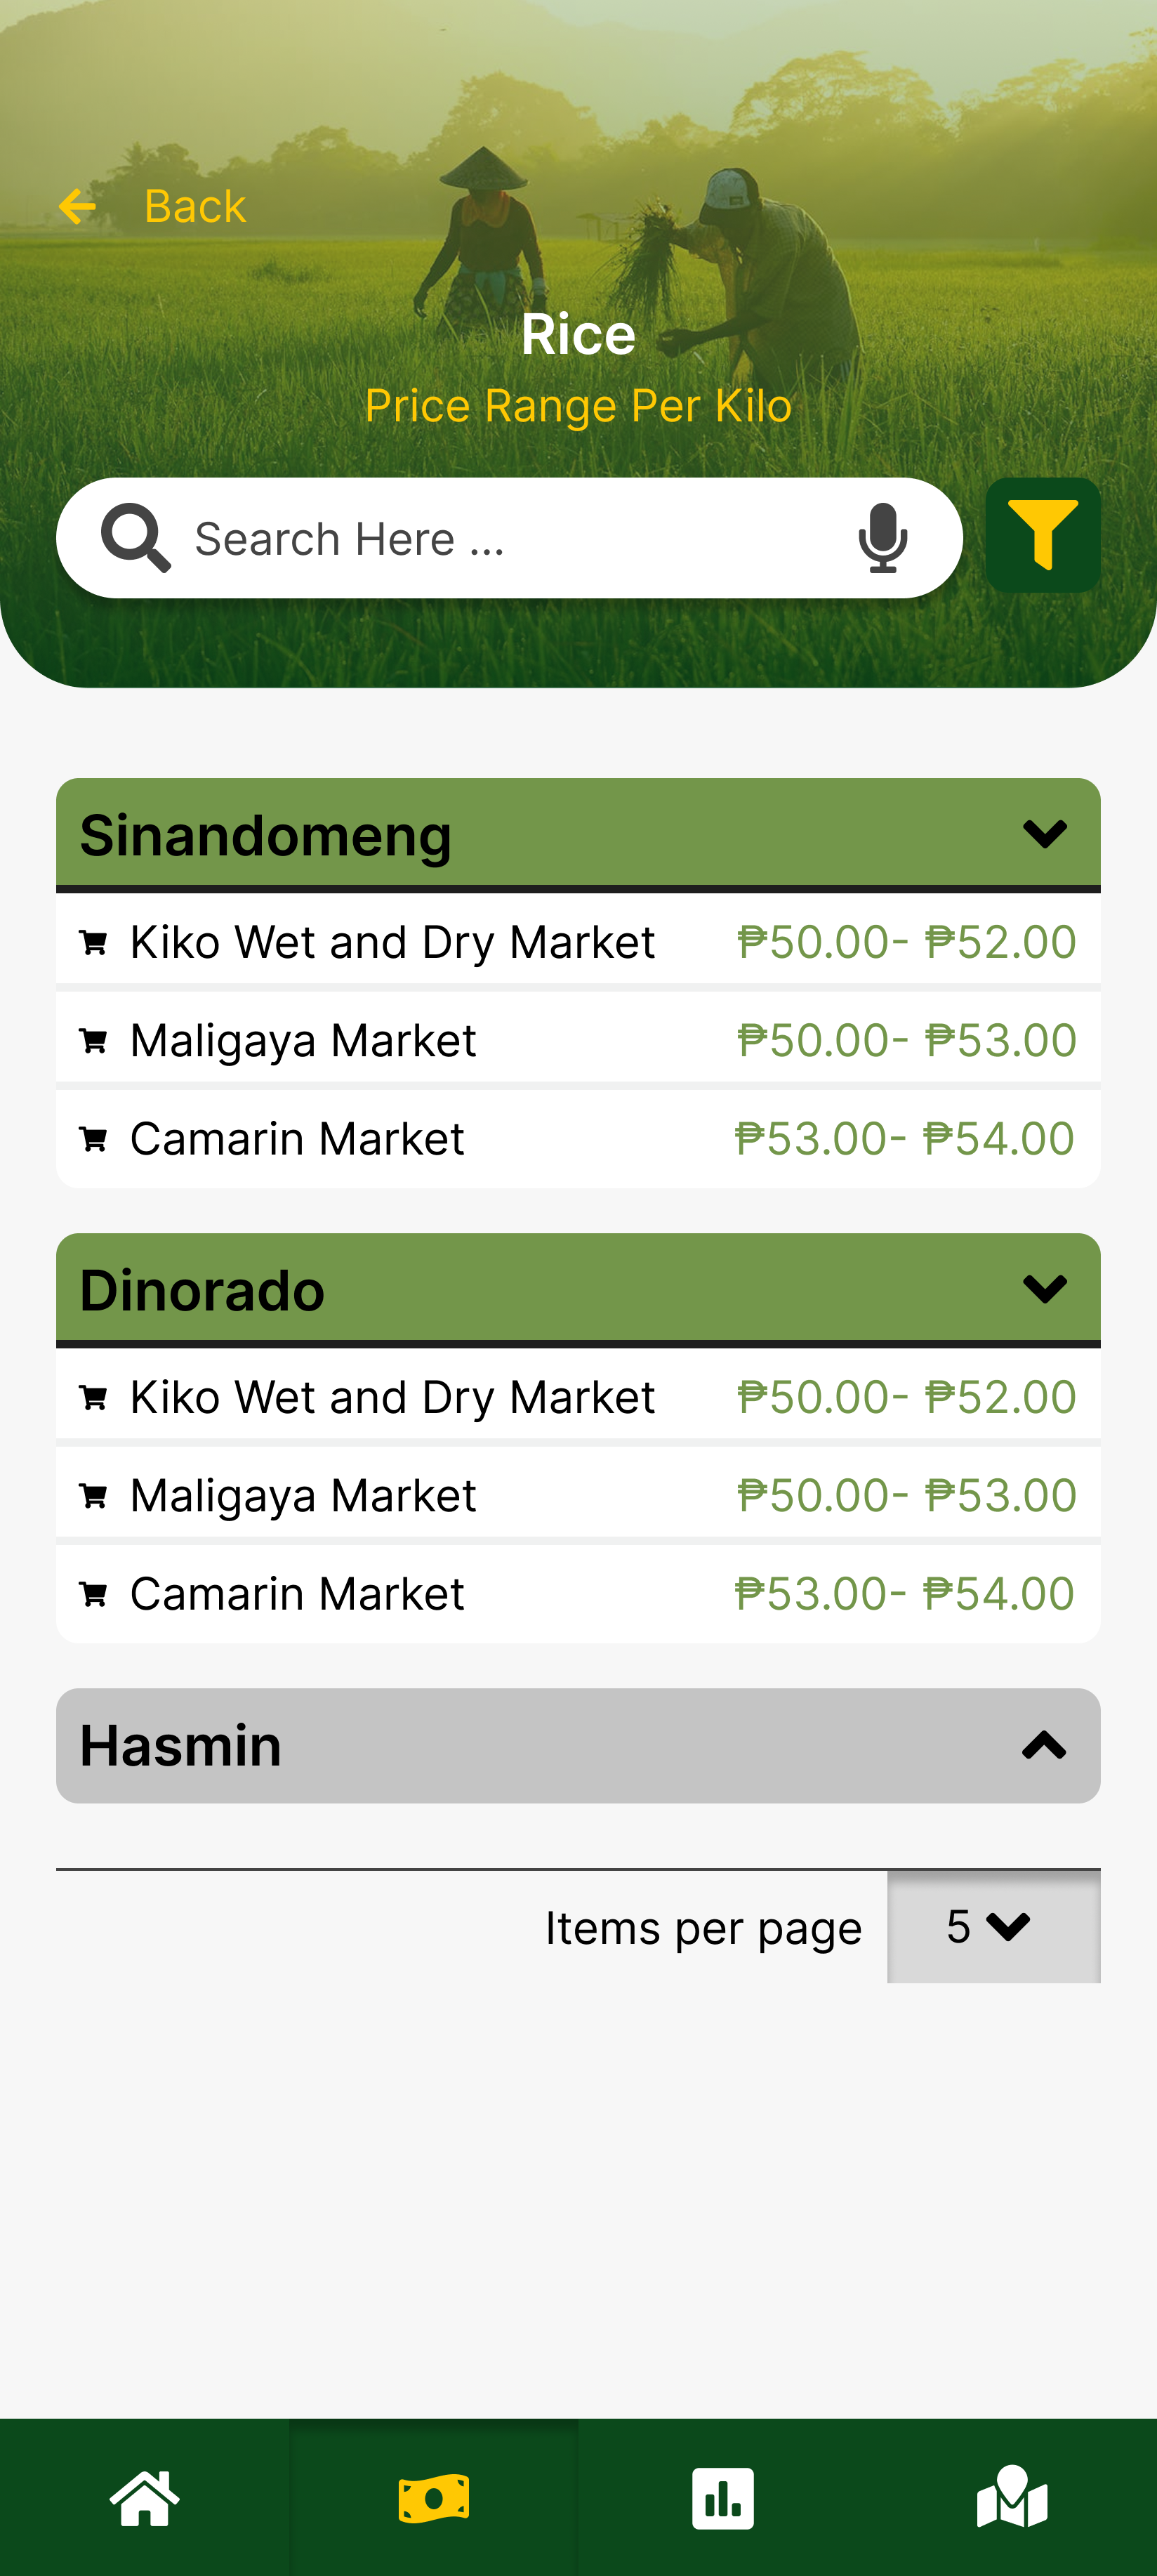 Back
Rice
Price Range Per Kilo
Search Here ...
Sinandomeng
Kiko Wet and Dry Market ₱50.00- ₱52.00
Maligaya Market ₱50.00- ₱53.00
Camarin Market ₱53.00- ₱54.00
Dinorado
Kiko Wet and Dry Market ₱50.00- ₱52.00
Maligaya Market ₱50.00- ₱53.00
Camarin Market ₱53.00- ₱54.00
Hasmin
Items per page 5